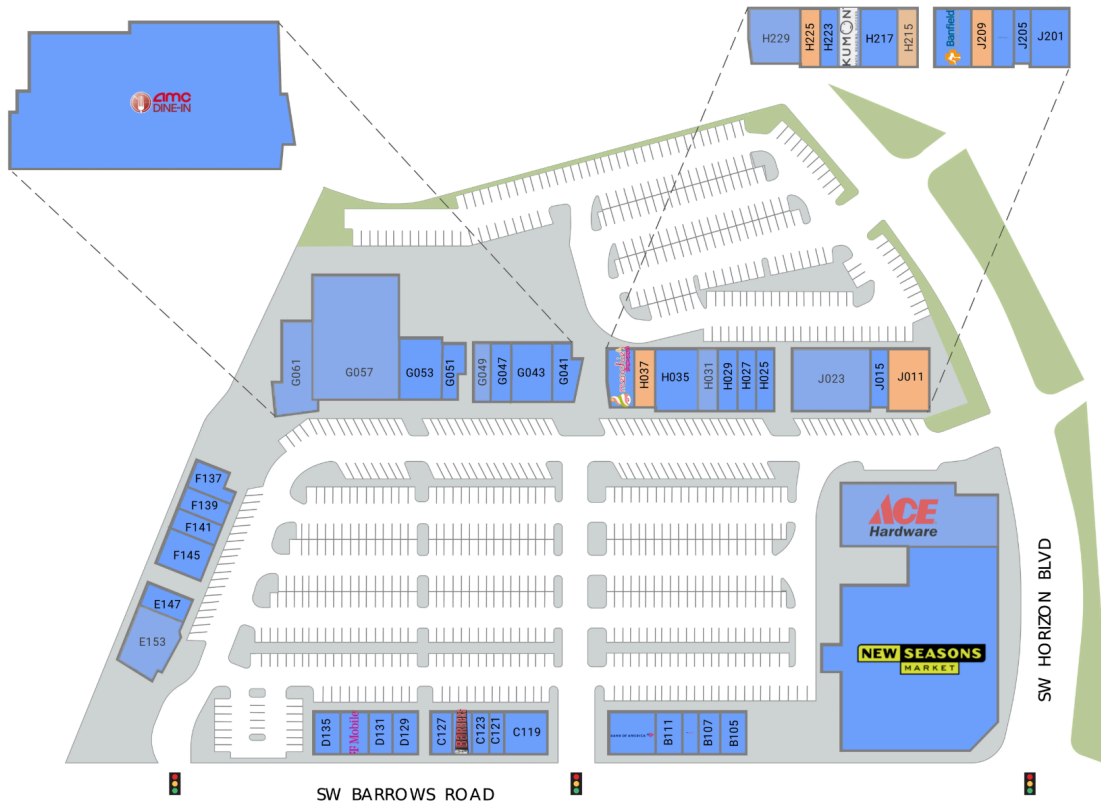 H229
H225
H223
KUMON
H217
H215
Banfield
J209
J205
J201
amc
DINE-IN
G061
G057
G053
G051
G049
G047
G043
G041
H037
H035
H031
H029
H027
H025
J023
J015
J011
F137
F139
F141
F145
E147
E153
ACE
Hardware
NEW SEASONS
MARKET
SW HORIZON BLVD
D135
T Mobile
D131
D129
C127
C123
C121
C119
BANK OF AMERICA
B111
B107
B105
SW BARROWS ROAD